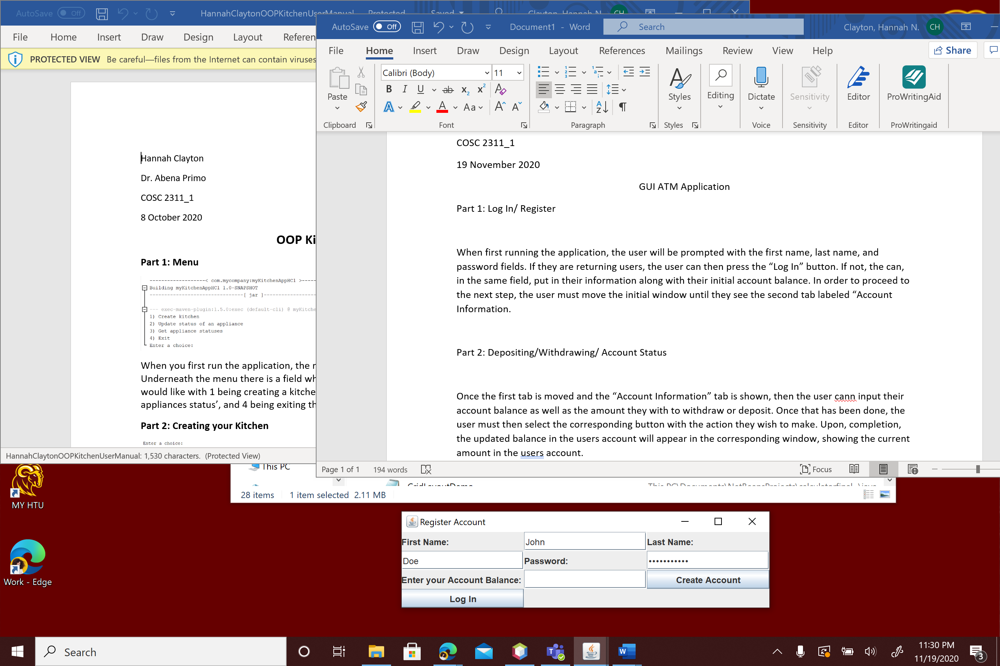 AutoSave Off HannahClaytonOOPKitchenUserManual - Protected... Saved Clayton, Hannah N. CH
File Home Insert Draw Design Layout Referen
PROTECTED VIEW Be careful—files from the Internet can contain viruses
Hannah Clayton
Dr. Abena Primo
COSC 2311_1
8 October 2020
OOP Ki
Part 1: Menu
--------------------< com.mycompany:myKitchenAppHC1 >-----
Building myKitchenAppHC1 1.0-SNAPSHOT
--------------------------------[ jar ]------------------
--- exec-maven-plugin:1.5.0:exec (default-cli) @ myKitche
1) Create kitchen
2) Update status of an appliance
3) Get appliance statuses
4) Exit
Enter a choice:
When you first run the application, the
Underneath the menu there is a field wh
would like with 1 being creating a kitche
appliances status’, and 4 being exiting th
Part 2: Creating your Kitchen
Enter a choice:
HannahClaytonOOPKitchenUserManual: 1,530 characters. (Protected View)
AutoSave Off Document1 - Word Search Clayton, Hannah N. CH
File Home Insert Draw Design Layout References Mailings Review View Help Share
Paste
Calibri (Body) 11
Styles Editing Dictate Sensitivity Editor ProWritingAid
Clipboard Font Paragraph Styles Voice Sensitivity Editor ProWritingaid
COSC 2311_1
19 November 2020
GUI ATM Application
Part 1: Log In/ Register
When first running the application, the user will be prompted with the first name, last name, and
password fields. If they are returning users, the user can then press the “Log In” button. If not, the can,
in the same field, put in their information along with their initial account balance. In order to proceed to
the next step, the user must move the initial window until they see the second tab labeled “Account
Information.
Part 2: Depositing/Withdrawing/ Account Status
Once the first tab is moved and the “Account Information” tab is shown, then the user cann input their
account balance as well as the amount they with to withdraw or deposit. Once that has been done, the
user must then select the corresponding button with the action they wish to make. Upon, completion,
the updated balance in the users account will appear in the corresponding window, showing the current
amount in the users account.
Page 1 of 1 194 words Focus
This PC
GridLayoutDemo This PC\Documents\NetBeansProjects\calculatorfinal
28 items 1 item selected 2.11 MB
MY HTU
Work - Edge
Register Account
First Name: John Last Name:
Doe Password: •••••••••••
Enter your Account Balance: Create Account
Log In
Search
11:30 PM
11/19/2020
3